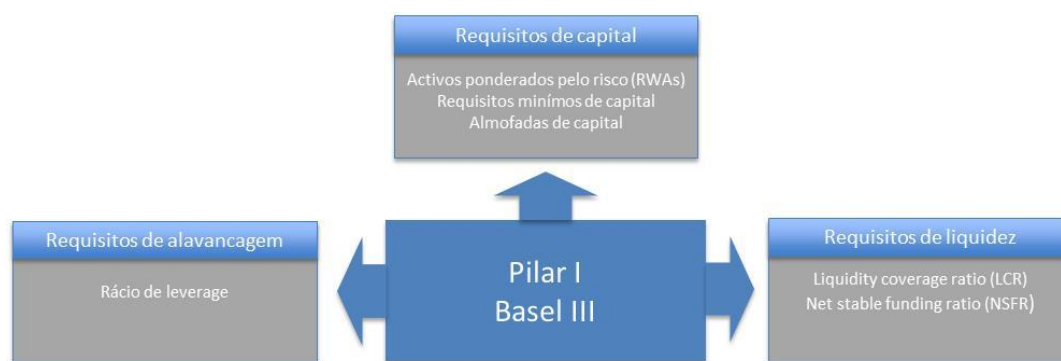 Requisitos de capital
Activos ponderados pelo risco (RWAs)
Requisitos minímos de capital
Almofadas de capital
Requisitos de alavancagem
Rácio de leverage
Pilar I
Basel III
Requisitos de liquidez
Liquidity coverage ratio (LCR)
Net stable funding ratio (NSFR)